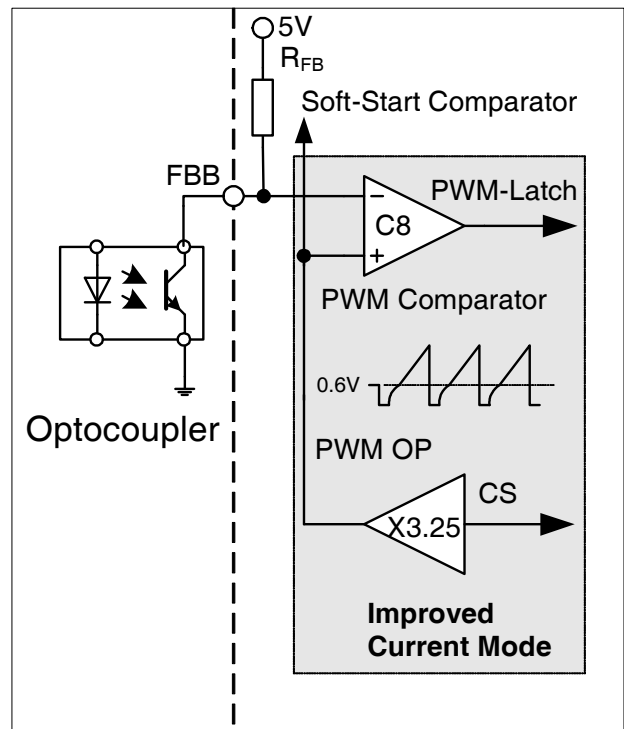 5V
RFB
Soft-Start Comparator
FBB
PWM-Latch
−
C8
+
PWM Comparator
0.6V
Optocoupler
PWM OP
CS
X3.25
Improved
Current Mode